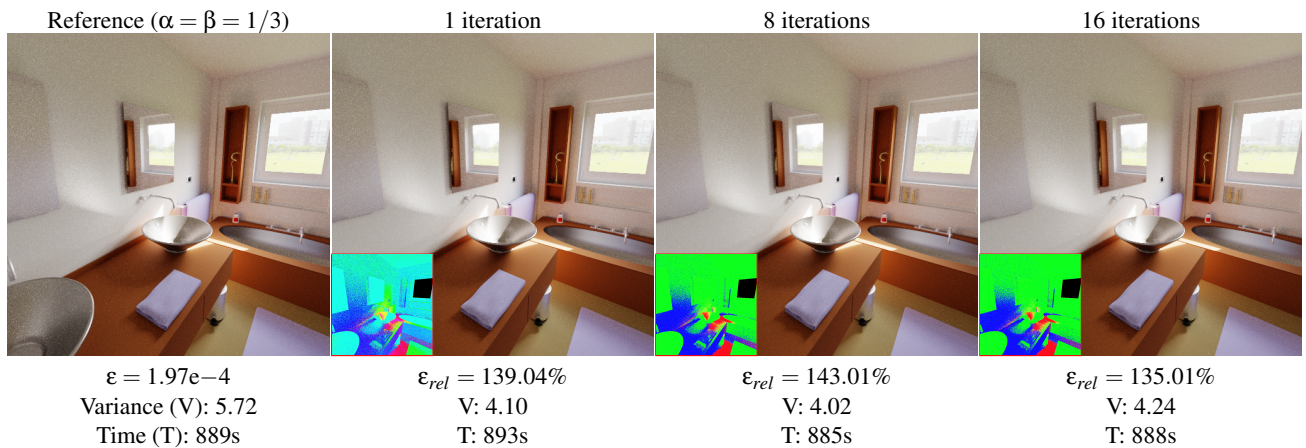 Reference (α = β = 1/3) 1 iteration 8 iterations 16 iterations
ε = 1.97e−4 ε_rel = 139.04% ε_rel = 143.01% ε_rel = 135.01%
Variance (V): 5.72 V: 4.10 V: 4.02 V: 4.24
Time (T): 889s T: 893s T: 885s T: 888s